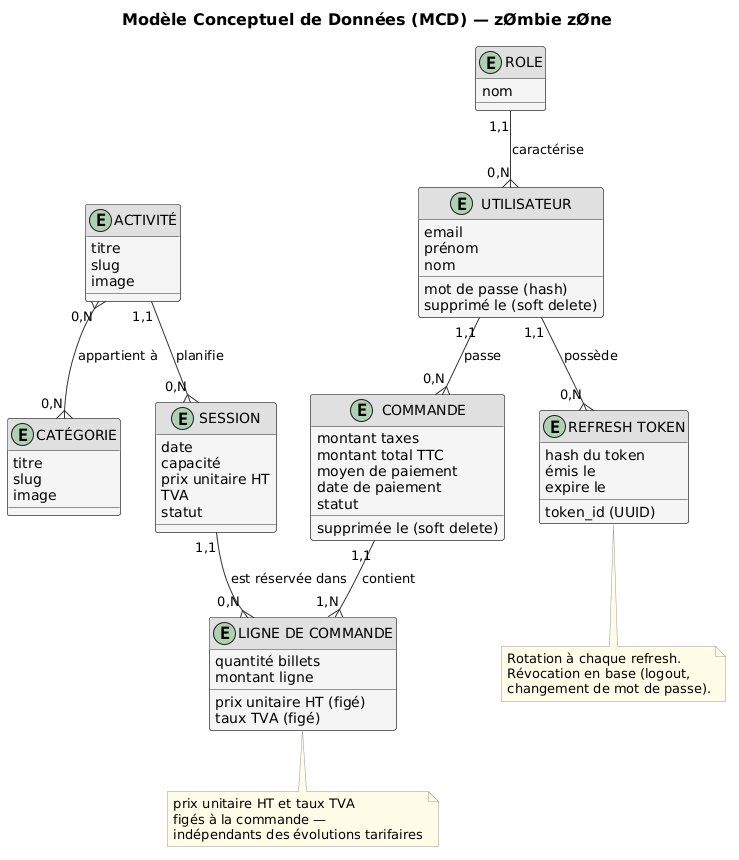 Modèle Conceptuel de Données (MCD) — zØmbie zØne
E ROLE
nom
1,1
caractérise
0,N
E UTILISATEUR
email
prénom
nom
mot de passe (hash)
supprimé le (soft delete)
E ACTIVITÉ
titre
slug
image
0,N
1,1
appartient à
planifie
0,N
0,N
1,1
1,1
passe
possède
0,N
0,N
E CATÉGORIE
titre
slug
image
E SESSION
date
capacité
prix unitaire HT
TVA
statut
E COMMANDE
montant taxes
montant total TTC
moyen de paiement
date de paiement
statut
supprimée le (soft delete)
E REFRESH TOKEN
hash du token
émis le
expire le
token_id (UUID)
1,1
1,1
est réservée dans
contient
0,N
1,N
E LIGNE DE COMMANDE
quantité billets
montant ligne
prix unitaire HT (figé)
taux TVA (figé)
Rotation à chaque refresh.
Révocation en base (logout,
changement de mot de passe).
prix unitaire HT et taux TVA
figés à la commande —
indépendants des évolutions tarifaires